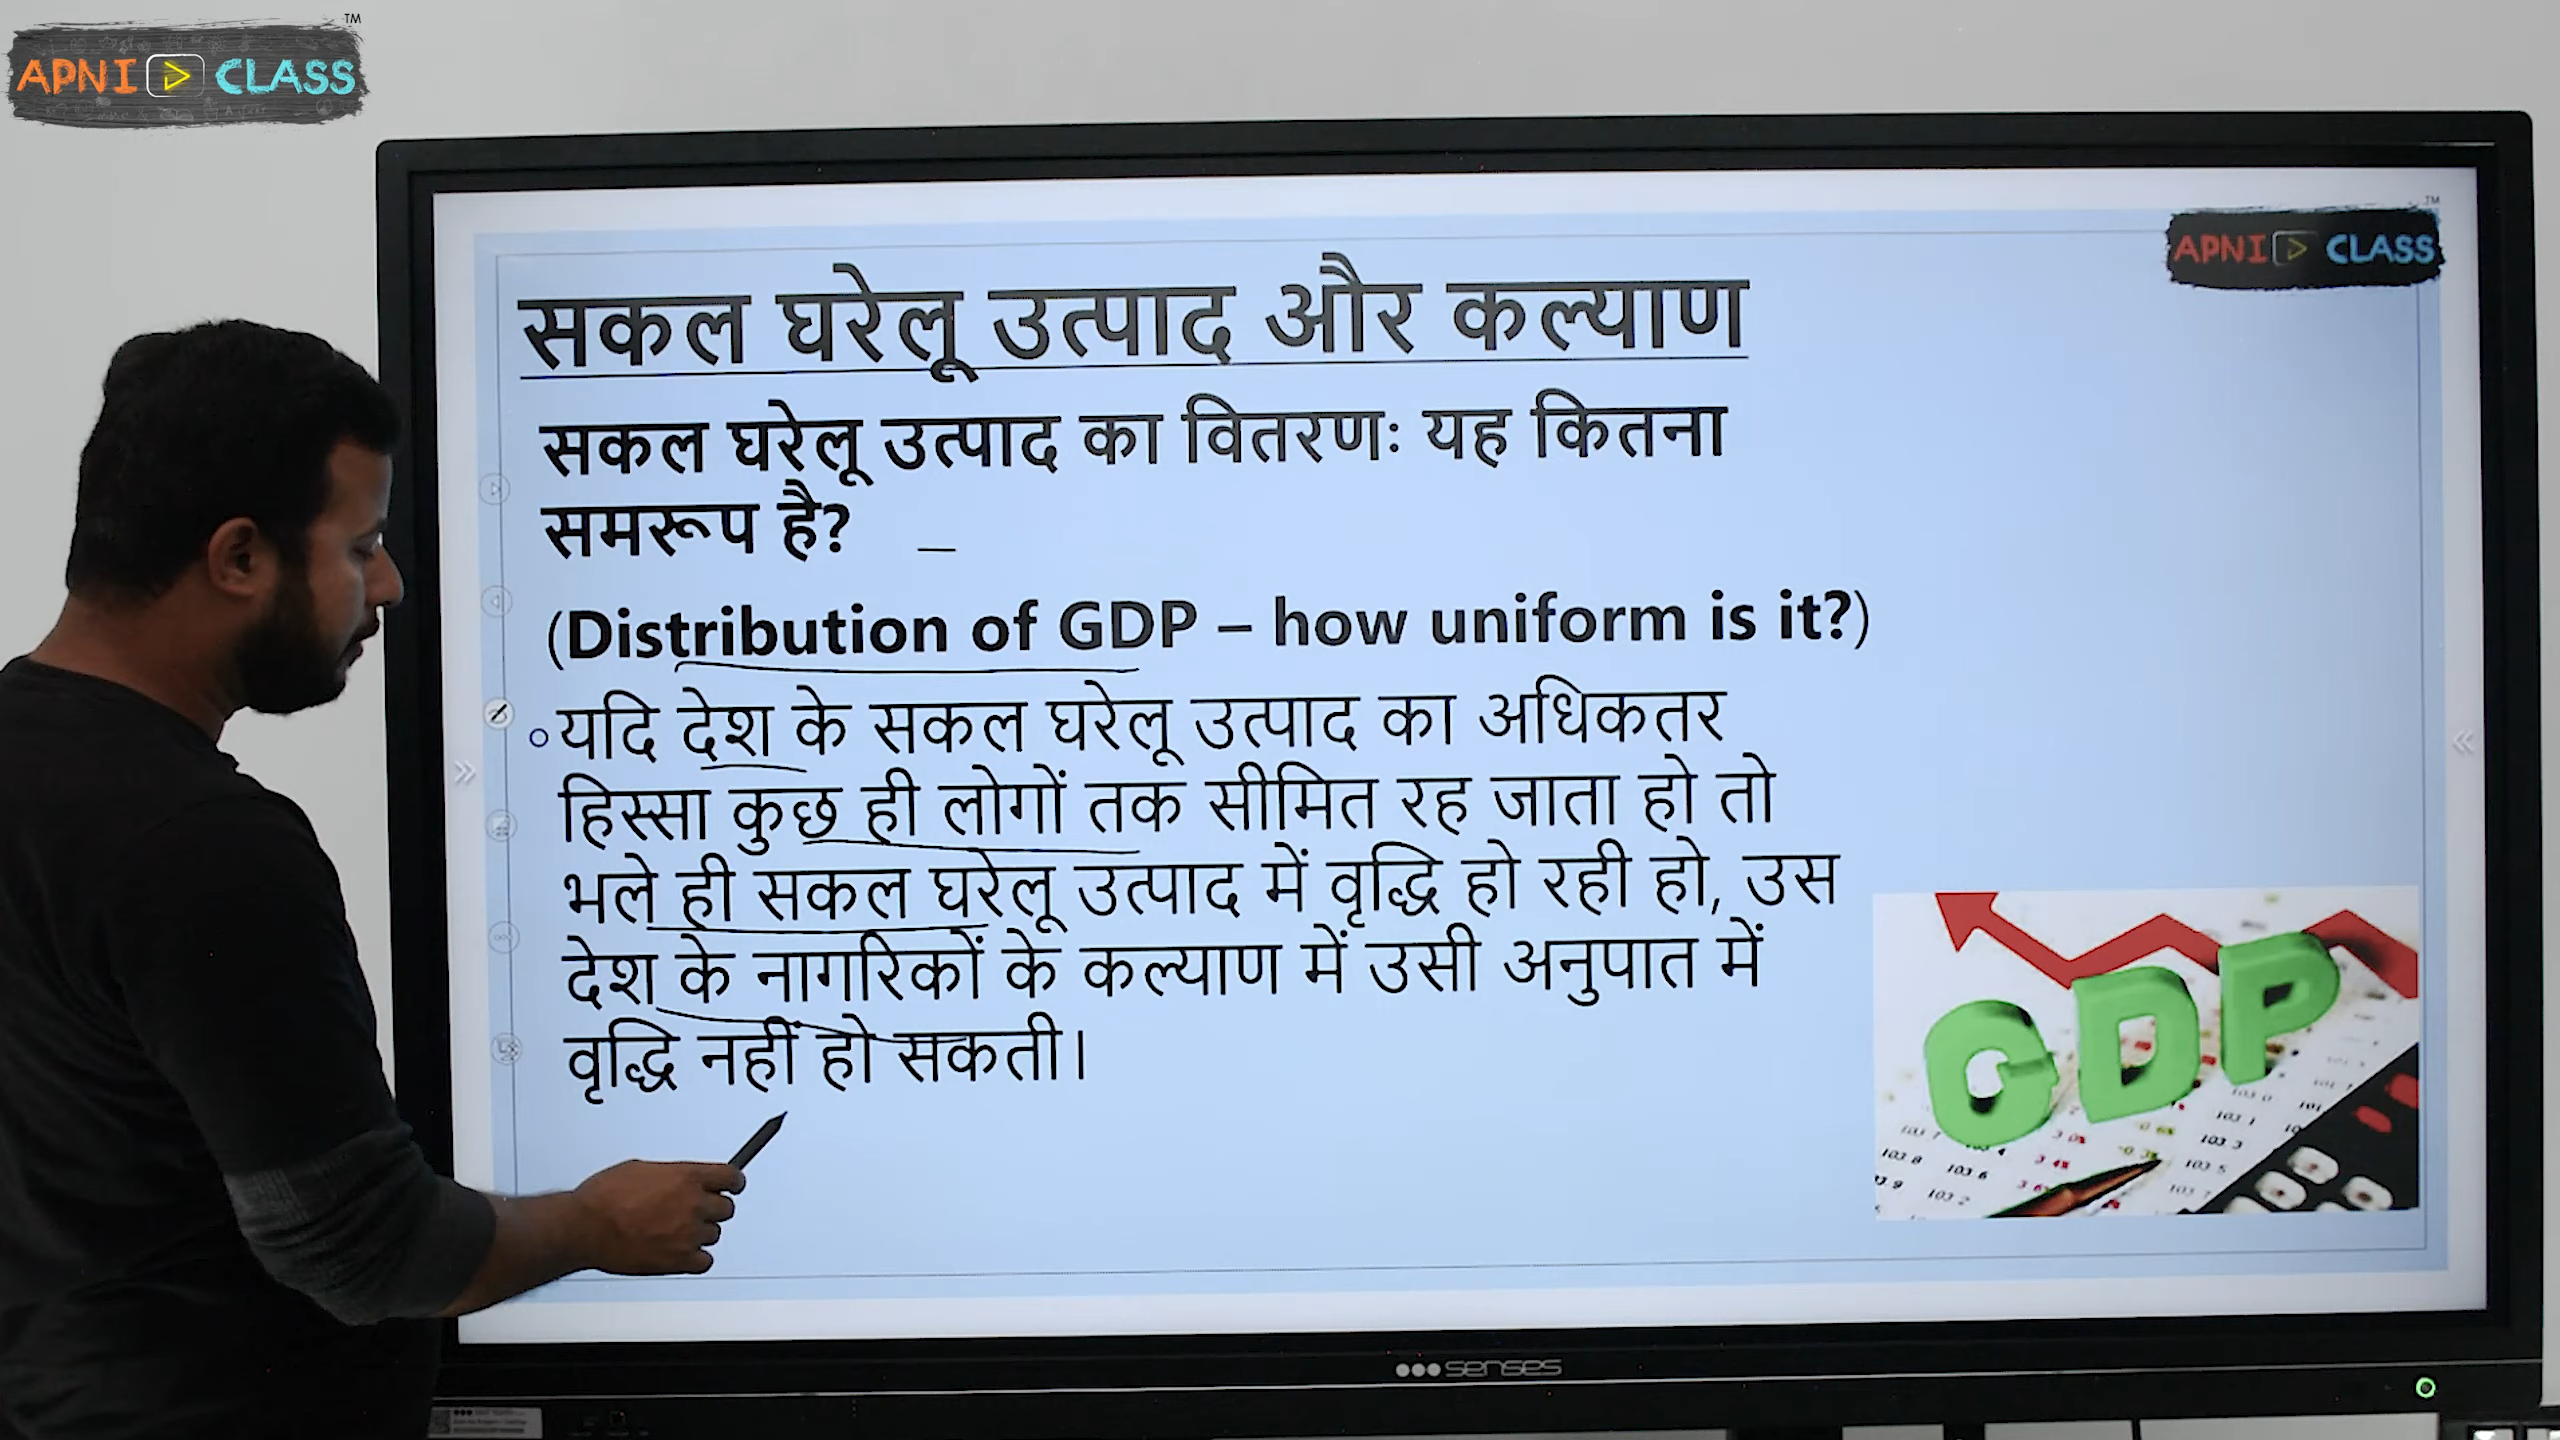 APNI CLASS
TM
APNI CLASS
TM
सकल घरेलू उत्पाद और कल्याण
सकल घरेलू उत्पाद का वितरणः यह कितना
समरूप है?
(Distribution of GDP – how uniform is it?)
यदि देश के सकल घरेलू उत्पाद का अधिकतर
हिस्सा कुछ ही लोगों तक सीमित रह जाता हो तो
भले ही सकल घरेलू उत्पाद में वृद्धि हो रही हो, उस
देश के नागरिकों के कल्याण में उसी अनुपात में
वृद्धि नहीं हो सकती।
GDP
senses